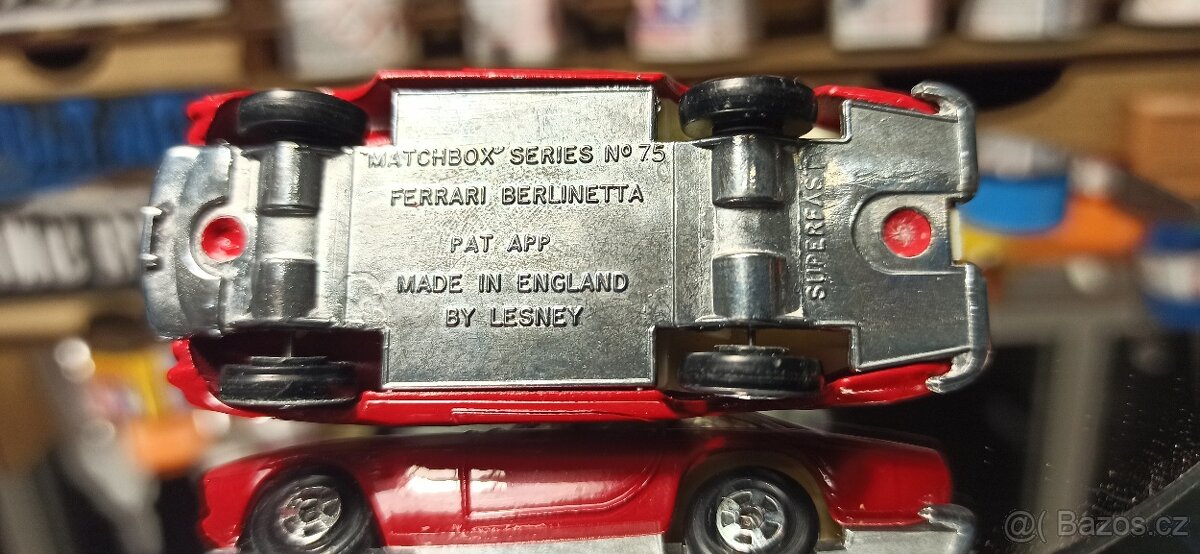 "MATCHBOX" SERIES Nº 75
FERRARI BERLINETTA
PAT APP
MADE IN ENGLAND
BY LESNEY
SUPERFAST
@( Bazos.cz